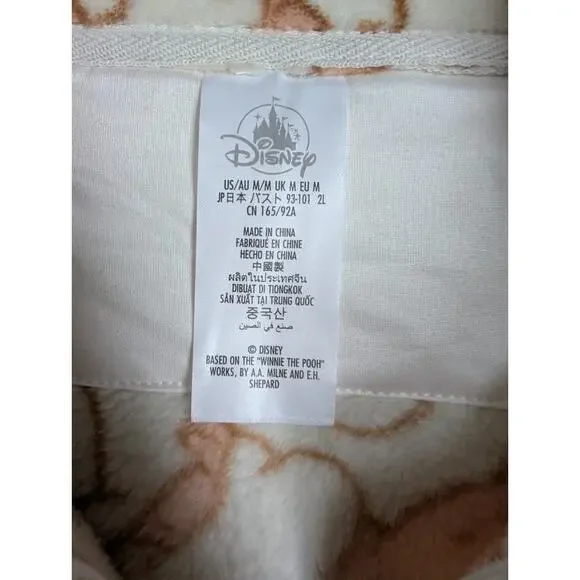 Disney
US/AU M/M UK M EU M
JP日本 バスト 93-101 2L
CN 165/92A
MADE IN CHINA
FABRIQUÉ EN CHINE
HECHO EN CHINA
中國製
ผลิตในประเทศจีน
DIBUAT DI TIONGKOK
SẢN XUẤT TẠI TRUNG QUỐC
중국산
صنع في الصين
© DISNEY
BASED ON THE "WINNIE THE POOH"
WORKS, BY A.A. MILNE AND E.H.
SHEPARD